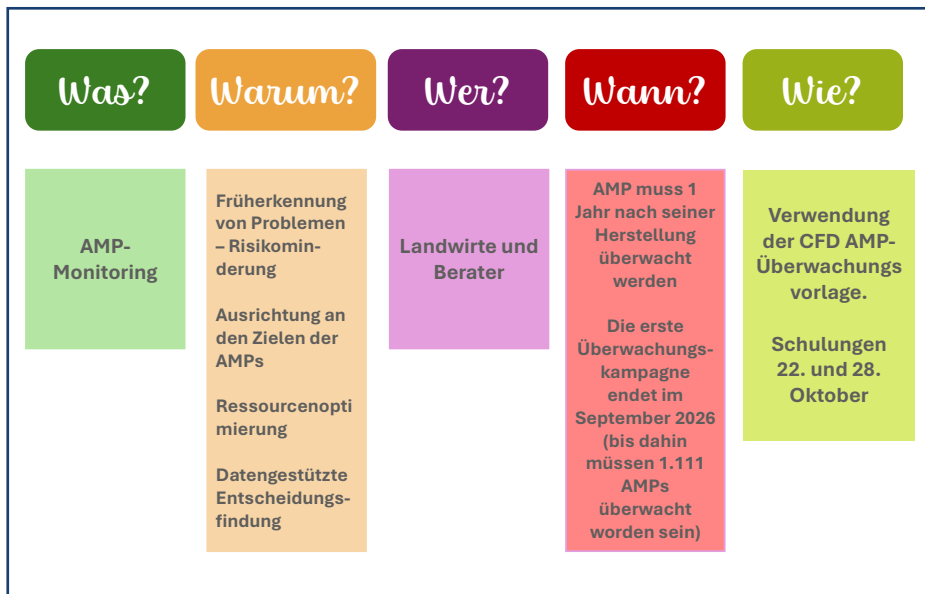 Was?
Warum?
Wer?
Wann?
Wie?
AMP-
Monitoring
Früherkennung
von Problemen
– Risikomin-
derung
Ausrichtung an
den Zielen der
AMPs
Ressourcenopti
mierung
Datengestützte
Entscheidungs-
findung
Landwirte und
Berater
AMP muss 1
Jahr nach seiner
Herstellung
überwacht
werden
Die erste
Überwachungs-
kampagne
endet im
September 2026
(bis dahin
müssen 1.111
AMPs
überwacht
worden sein)
Verwendung
der CFD AMP-
Überwachungs
vorlage.
Schulungen
22. und 28.
Oktober